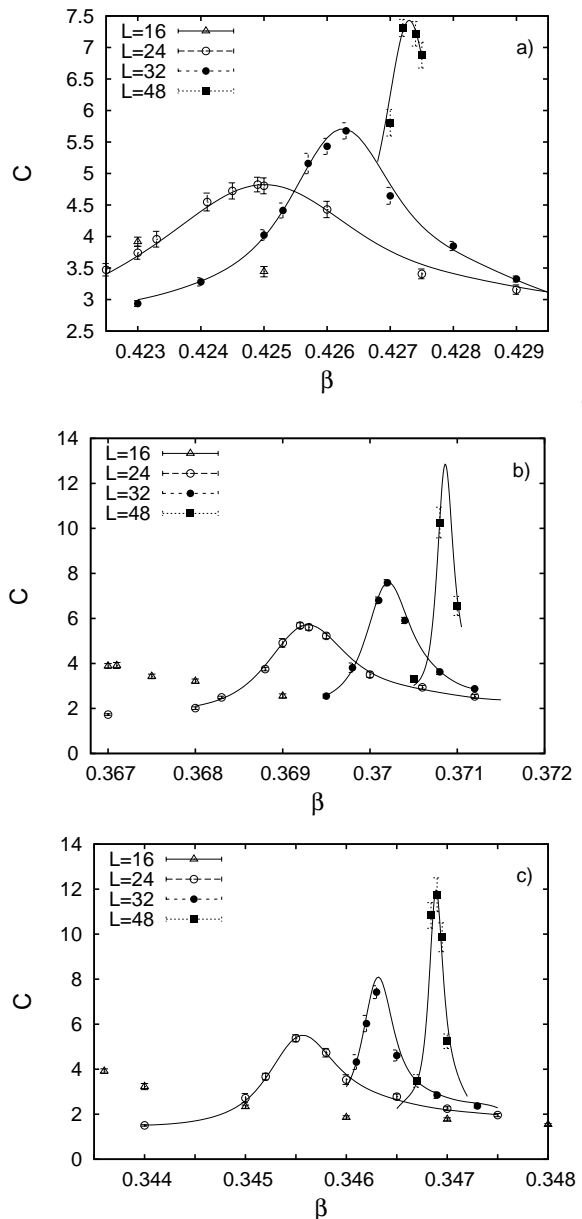 7.5
7
6.5
6
5.5
5
4.5
4
3.5
3
2.5
C
L=16
L=24
L=32
L=48
a)
0.423 0.424 0.425 0.426 0.427 0.428 0.429
β
14
12
10
8
6
4
2
0
C
L=16
L=24
L=32
L=48
b)
0.367 0.368 0.369 0.37 0.371 0.372
β
14
12
10
8
6
4
2
0
C
L=16
L=24
L=32
L=48
c)
0.344 0.345 0.346 0.347 0.348
β